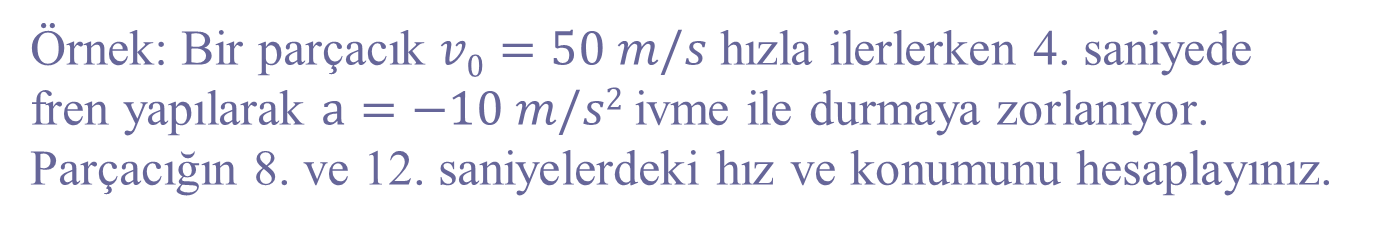 Örnek: Bir parçacık v₀ = 50 m/s hızla ilerlerken 4. saniyede
fren yapılarak a = −10 m/s² ivme ile durmaya zorlanıyor.
Parçacığın 8. ve 12. saniyelerdeki hız ve konumunu hesaplayınız.